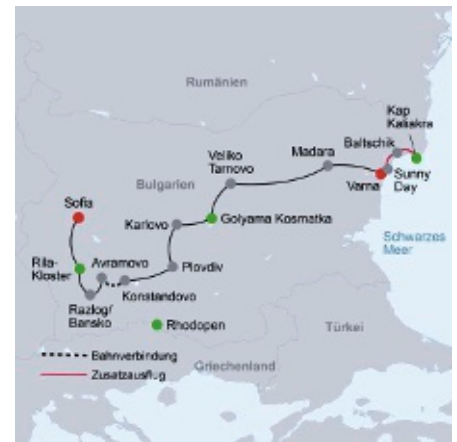 Rumänien
Kap
Kaliakra
Baltschik
Veliko
Tarnovo
Madara
Sunny
Day
Varna
Bulgarien
Sofia
Karlovo
Golyama Kosmatka
Schwarzes
Meer
Rila-
Kloster
Avramovo
Plovdiv
Konstandovo
Razlog/
Bansko
Rhodopen
Türkei
Bahnverbindung
Griechenland
Zusatzausflug